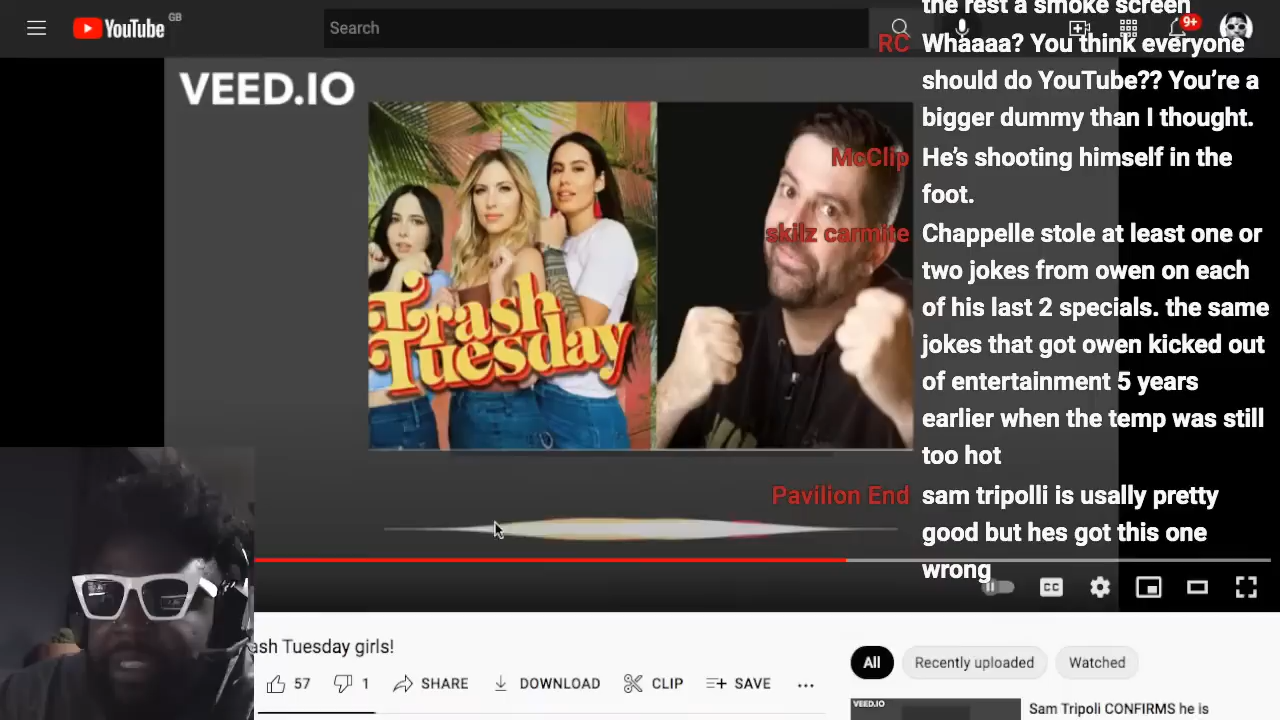 YouTube
GB
Search
9+
VEED.IO
Trash
Tuesday
the rest a smoke screen
RC
Whaaaa? You think everyone
should do YouTube?? You’re a
bigger dummy than I thought.
McClip
He’s shooting himself in the
foot.
skilz carmite
Chappelle stole at least one or
two jokes from owen on each
of his last 2 specials. the same
jokes that got owen kicked out
of entertainment 5 years
earlier when the temp was still
too hot
Pavilion End
sam tripolli is usally pretty
good but hes got this one
wrong
CC
ash Tuesday girls!
57
1
SHARE
DOWNLOAD
CLIP
SAVE
All
Recently uploaded
Watched
VEED.IO
Sam Tripoli CONFIRMS he is